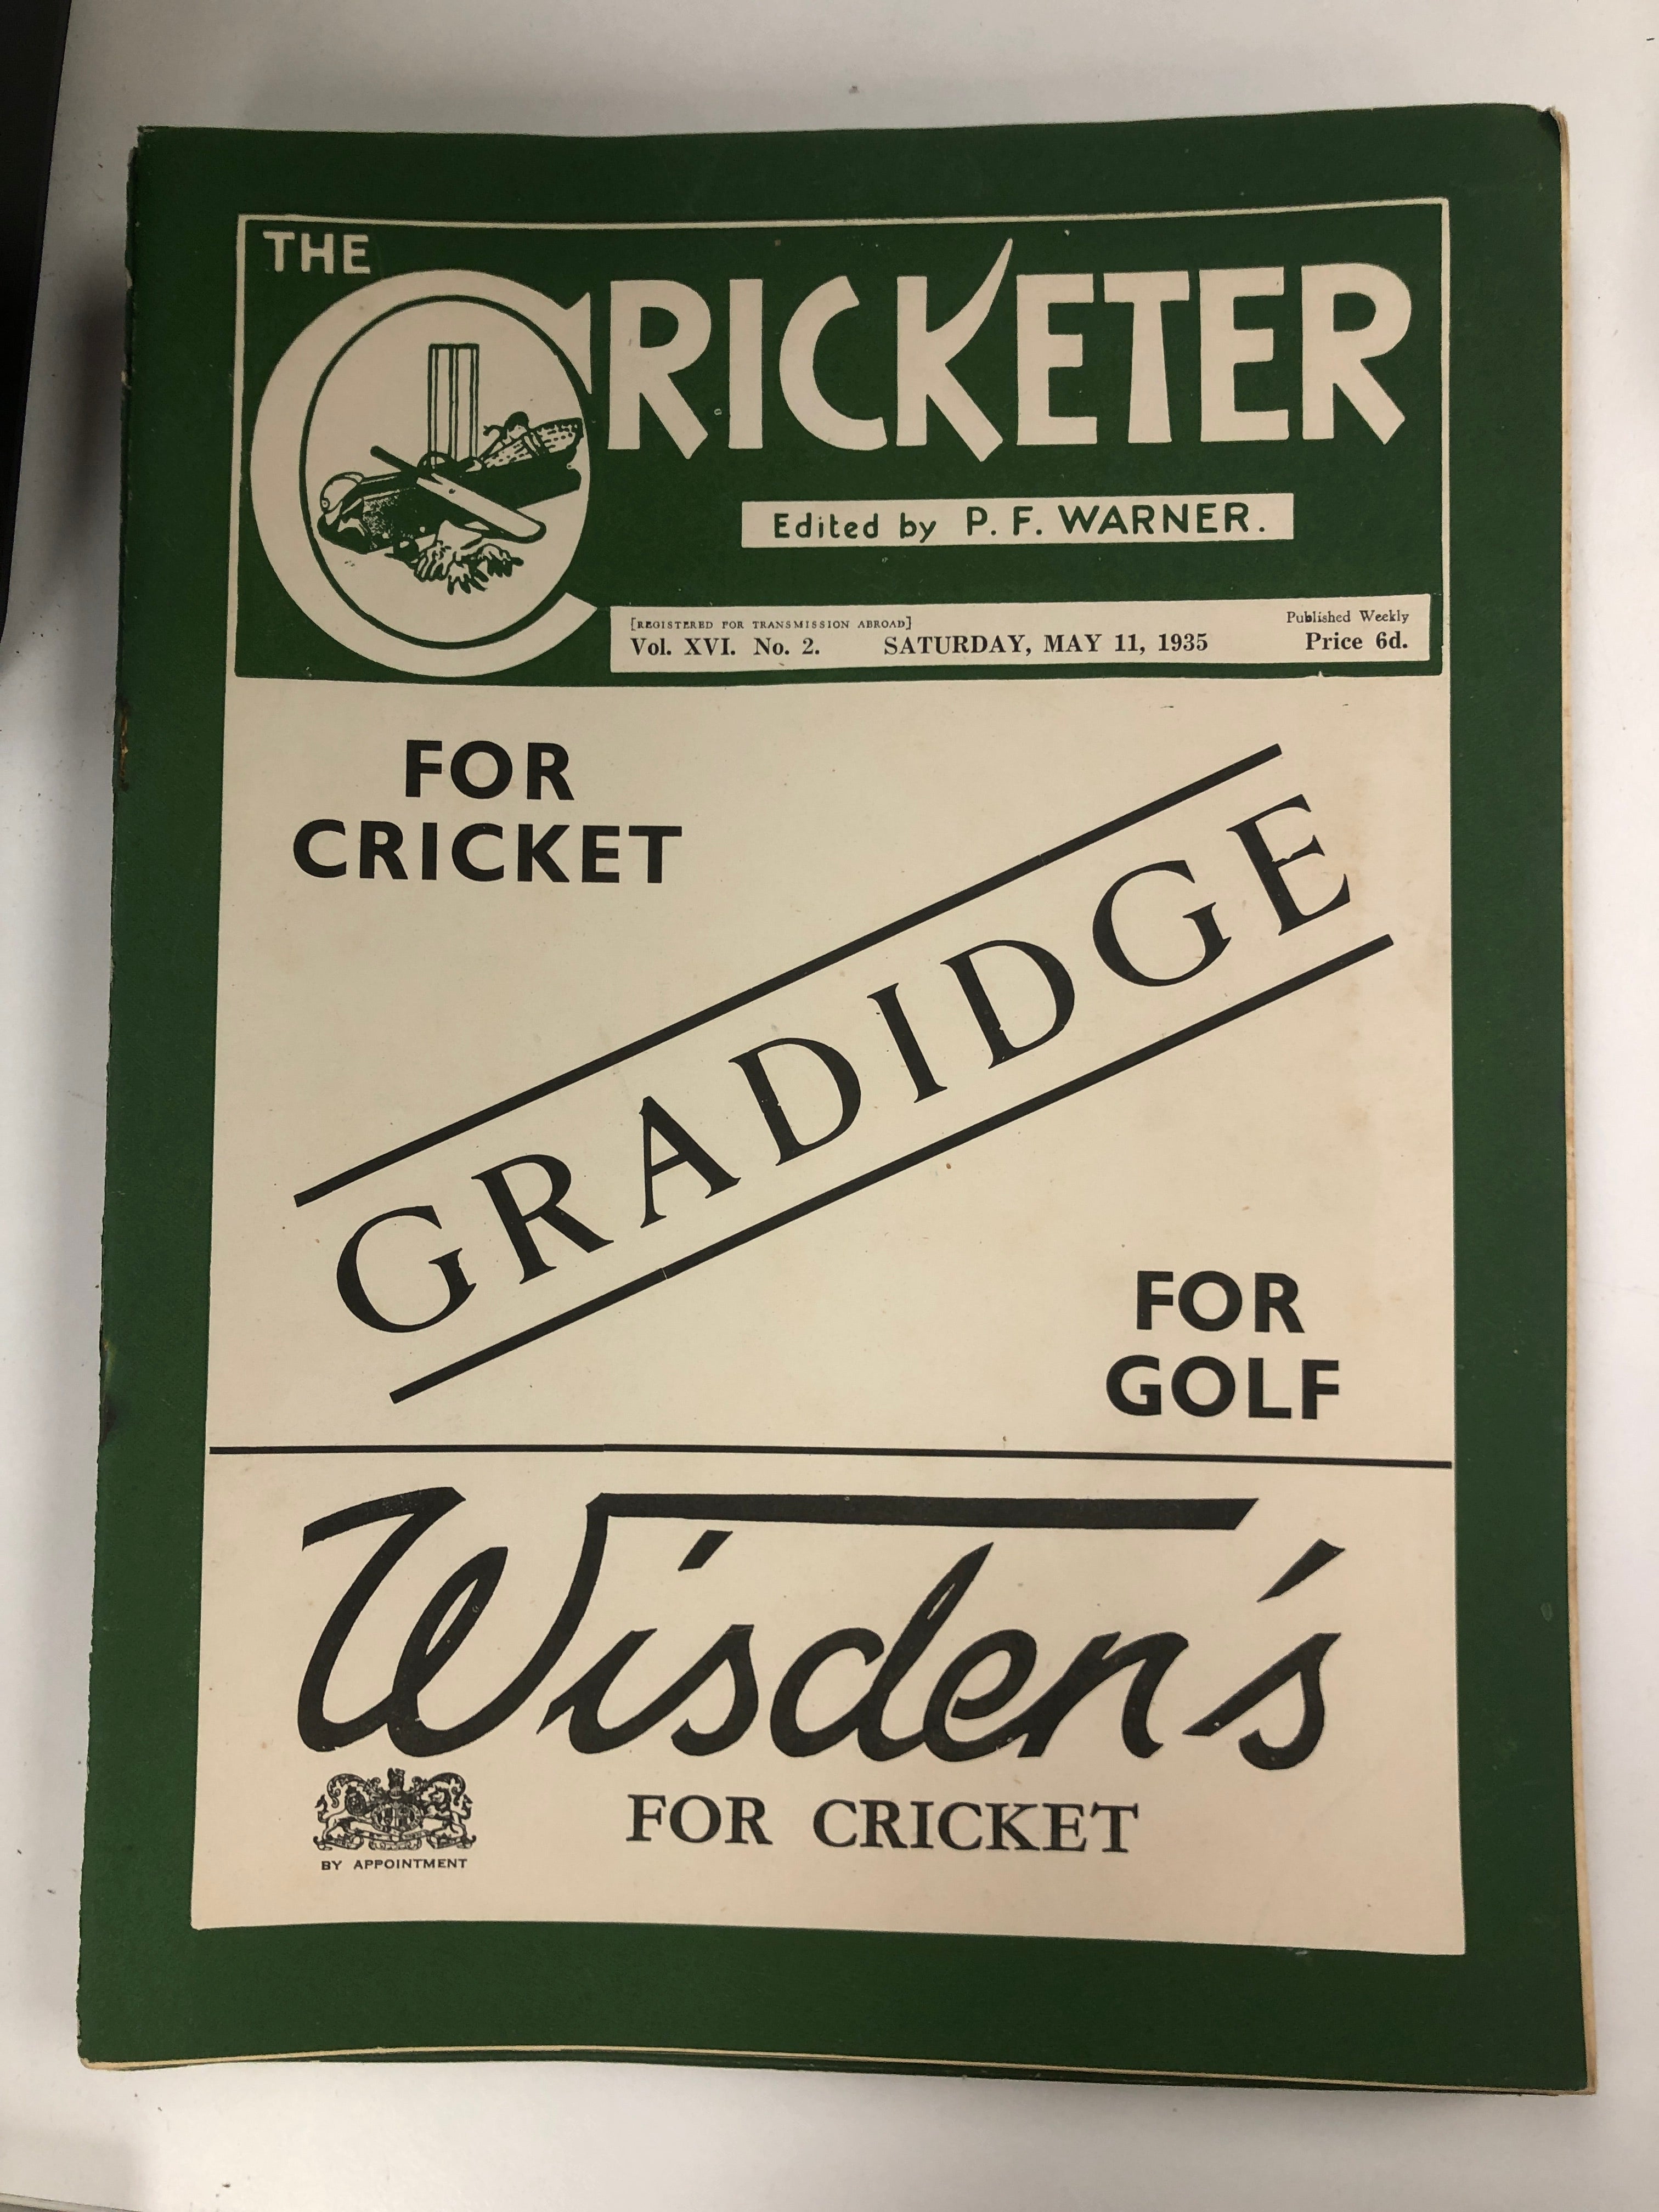 THE
CRICKETER
Edited by P. F. WARNER.
[REGISTERED FOR TRANSMISSION ABROAD]
Published Weekly
Vol. XVI. No. 2. SATURDAY, MAY 11, 1935 Price 6d.
FOR
CRICKET
GRADIDGE
FOR
GOLF
Wisden's
FOR CRICKET
BY APPOINTMENT